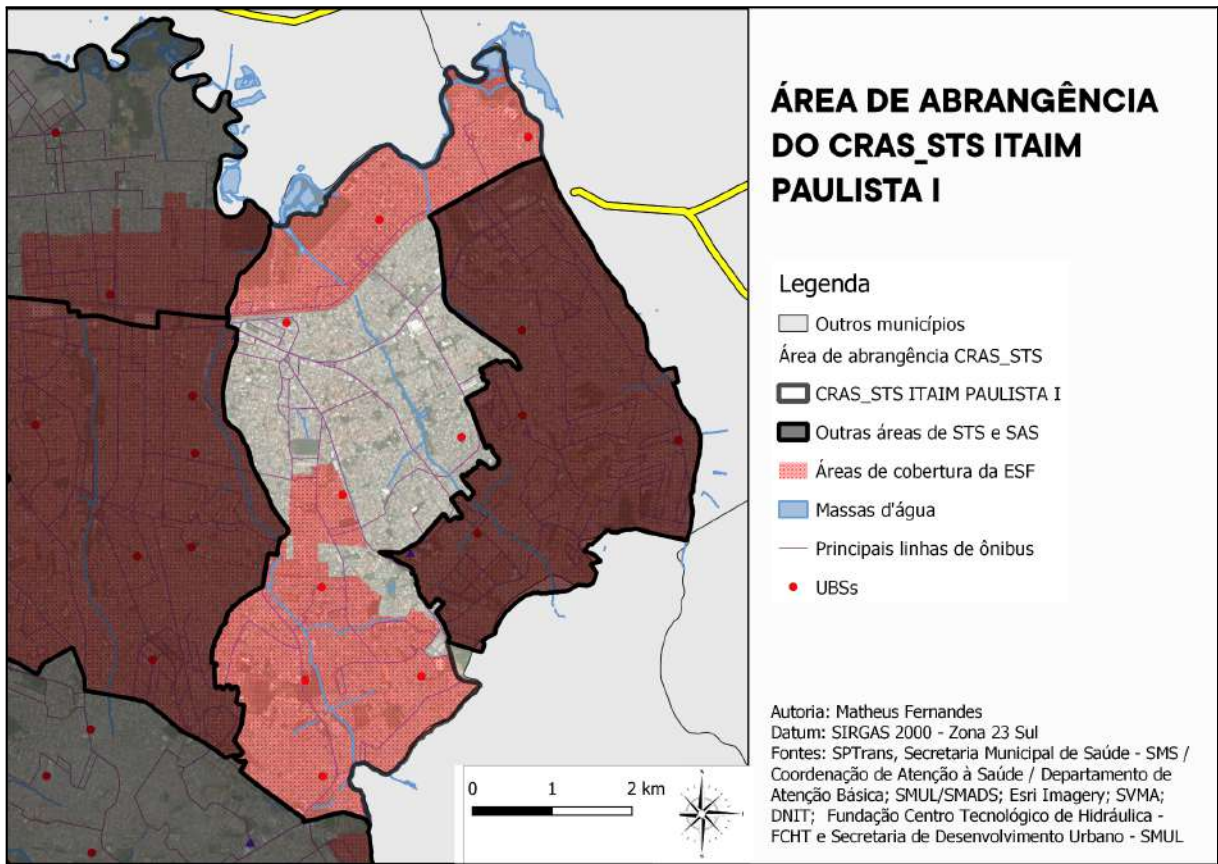 ÁREA DE ABRANGÊNCIA
DO CRAS_STS ITAIM
PAULISTA I
Legenda
Outros municípios
Área de abrangência CRAS_STS
CRAS_STS ITAIM PAULISTA I
Outras áreas de STS e SAS
Áreas de cobertura da ESF
Massas d'água
Principais linhas de ônibus
UBSs
Autoria: Matheus Fernandes
Datum: SIRGAS 2000 - Zona 23 Sul
Fontes: SPTrans, Secretaria Municipal de Saúde - SMS /
Coordenação de Atenção à Saúde / Departamento de
Atenção Básica; SMUL/SMADS; Esri Imagery; SVMA;
DNIT; Fundação Centro Tecnológico de Hidráulica -
FCHT e Secretaria de Desenvolvimento Urbano - SMUL
0 1 2 km